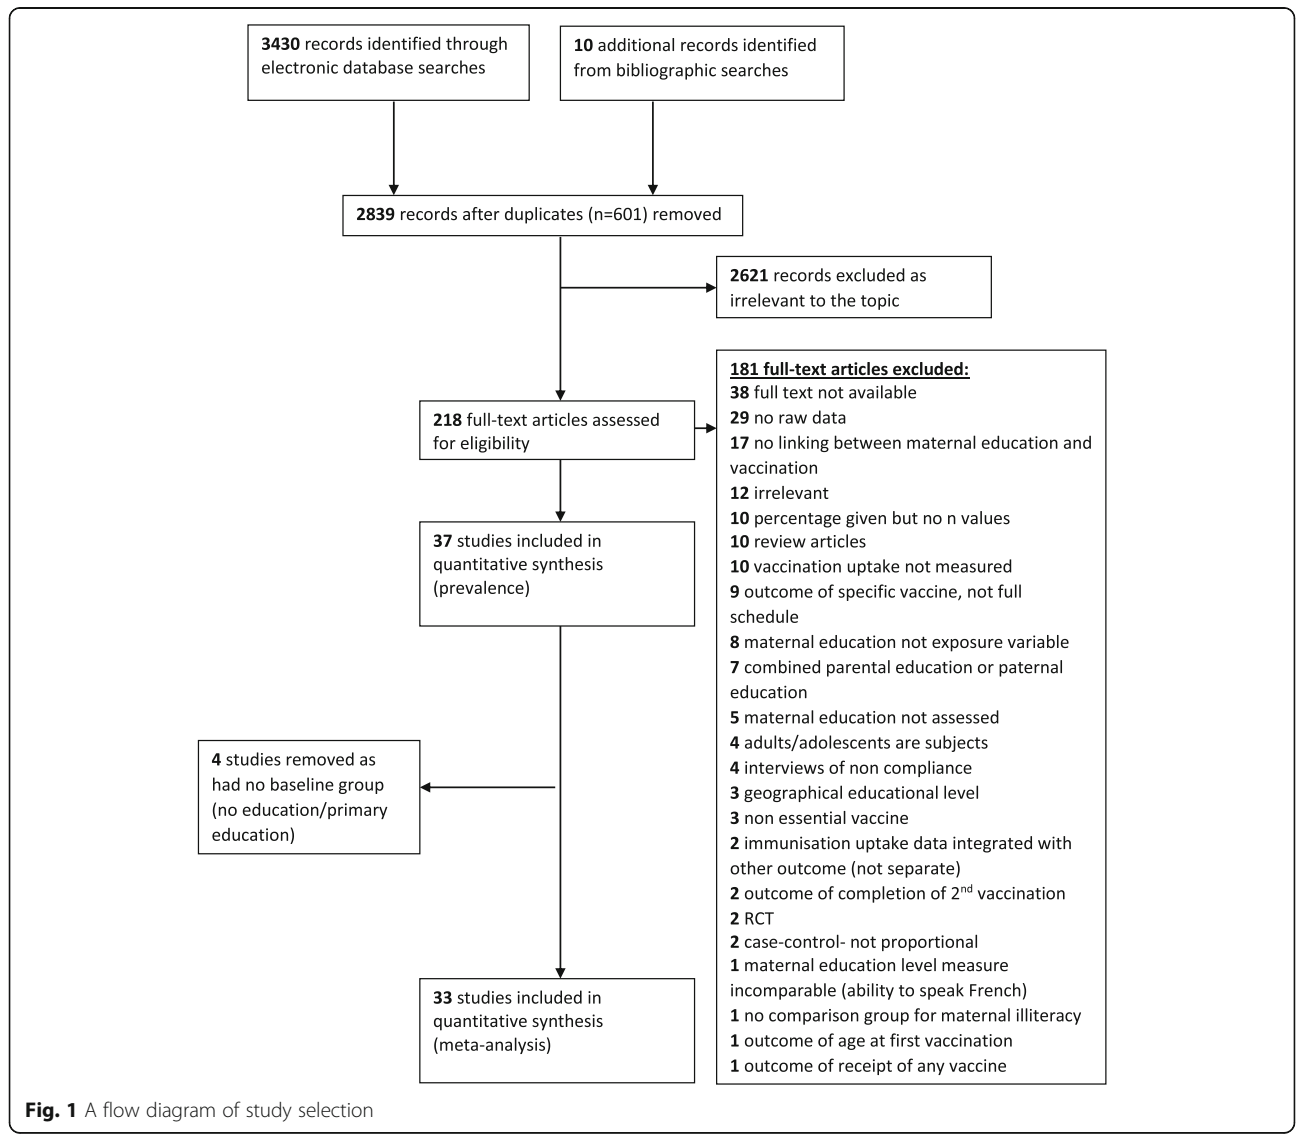 3430 records identified through
electronic database searches
10 additional records identified
from bibliographic searches
2839 records after duplicates (n=601) removed
2621 records excluded as
irrelevant to the topic
218 full-text articles assessed
for eligibility
181 full-text articles excluded:
38 full text not available
29 no raw data
17 no linking between maternal education and
vaccination
12 irrelevant
10 percentage given but no n values
10 review articles
10 vaccination uptake not measured
9 outcome of specific vaccine, not full
schedule
8 maternal education not exposure variable
7 combined parental education or paternal
education
5 maternal education not assessed
4 adults/adolescents are subjects
4 interviews of non compliance
3 geographical educational level
3 non essential vaccine
2 immunisation uptake data integrated with
other outcome (not separate)
2 outcome of completion of 2nd vaccination
2 RCT
2 case-control- not proportional
1 maternal education level measure
incomparable (ability to speak French)
1 no comparison group for maternal illiteracy
1 outcome of age at first vaccination
1 outcome of receipt of any vaccine
37 studies included in
quantitative synthesis
(prevalence)
4 studies removed as
had no baseline group
(no education/primary
education)
33 studies included in
quantitative synthesis
(meta-analysis)
Fig. 1 A flow diagram of study selection